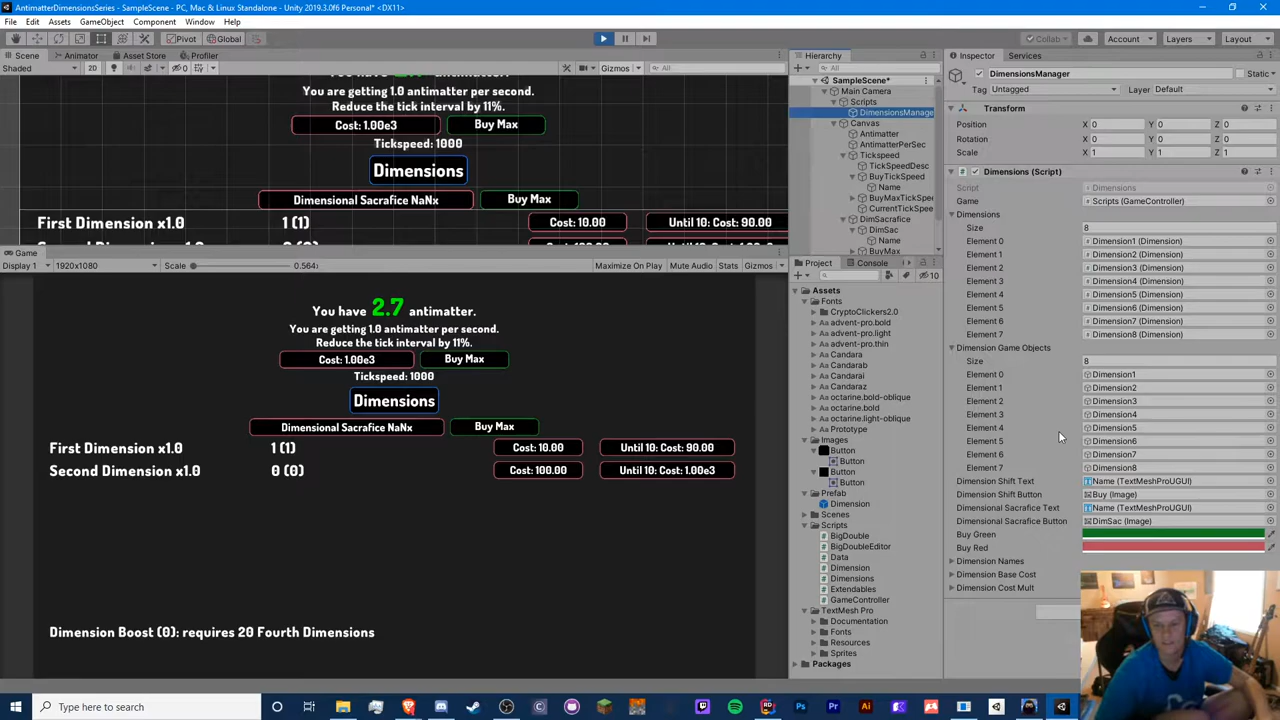 AntimatterDimensionsSeries - SampleScene - PC, Mac & Linux Standalone - Unity 2019.3.0f6 Personal* <DX11>
File Edit Assets GameObject Component Window Help
Pivot Global Collab Account Layers Layout
Scene Animator Asset Store Profiler
Shaded 2D 0 Gizmos All
You are getting 1.0 antimatter per second.
Reduce the tick interval by 11%.
Cost: 1.00e3 Buy Max
Tickspeed: 1000
Dimensions
Dimensional Sacrafice NaNx Buy Max
First Dimension x1.0 1 (1) Cost: 10.00 Until 10: Cost: 90.00
Game
Display 1 1920x1080 Scale 0.564x Maximize On Play Mute Audio Stats Gizmos
You have 2.7 antimatter.
You are getting 1.0 antimatter per second.
Reduce the tick interval by 11%.
Cost: 1.00e3 Buy Max
Tickspeed: 1000
Dimensions
Dimensional Sacrafice NaNx Buy Max
First Dimension x1.0 1 (1) Cost: 10.00 Until 10: Cost: 90.00
Second Dimension x1.0 0 (0) Cost: 100.00 Until 10: Cost: 1.00e3
Dimension Boost (0): requires 20 Fourth Dimensions
Hierarchy
All
SampleScene*
Main Camera
Scripts
DimensionsManage
Canvas
Antimatter
AntimatterPerSec
Tickspeed
TickSpeedDesc
BuyTickSpeed
Name
BuyMaxTickSpe
CurrentTickSpe
DimSacrafice
DimSac
Name
BuyMax
Project Console
10
Assets
Fonts
CryptoClickers2.0
advent-pro.bold
advent-pro.light
advent-pro.thin
Candara
Candarab
Candarai
Candaraz
octarine.bold-oblique
octarine.bold
octarine.light-oblique
Prototype
Images
Button
Button
Button
Button
Prefab
Dimension
Scenes
Scripts
BigDouble
BigDoubleEditor
Data
Dimension
Dimensions
Extendables
GameController
TextMesh Pro
Documentation
Fonts
Resources
Sprites
Packages
Inspector Services
DimensionsManager Static
Tag Untagged Layer Default
Transform
Position X 0 Y 0 Z 0
Rotation X 0 Y 0 Z 0
Scale X 1 Y 1 Z 1
Dimensions (Script)
Script Dimensions
Game Scripts (GameController)
Dimensions
Size 8
Element 0 Dimension1 (Dimension)
Element 1 Dimension2 (Dimension)
Element 2 Dimension3 (Dimension)
Element 3 Dimension4 (Dimension)
Element 4 Dimension5 (Dimension)
Element 5 Dimension6 (Dimension)
Element 6 Dimension7 (Dimension)
Element 7 Dimension8 (Dimension)
Dimension Game Objects
Size 8
Element 0 Dimension1
Element 1 Dimension2
Element 2 Dimension3
Element 3 Dimension4
Element 4 Dimension5
Element 5 Dimension6
Element 6 Dimension7
Element 7 Dimension8
Dimension Shift Text Name (TextMeshProUGUI)
Dimension Shift Button Buy (Image)
Dimensional Sacrafice Text Name (TextMeshProUGUI)
Dimensional Sacrafice Button DimSac (Image)
Buy Green
Buy Red
Dimension Names
Dimension Base Cost
Dimension Cost Mult
Type here to search